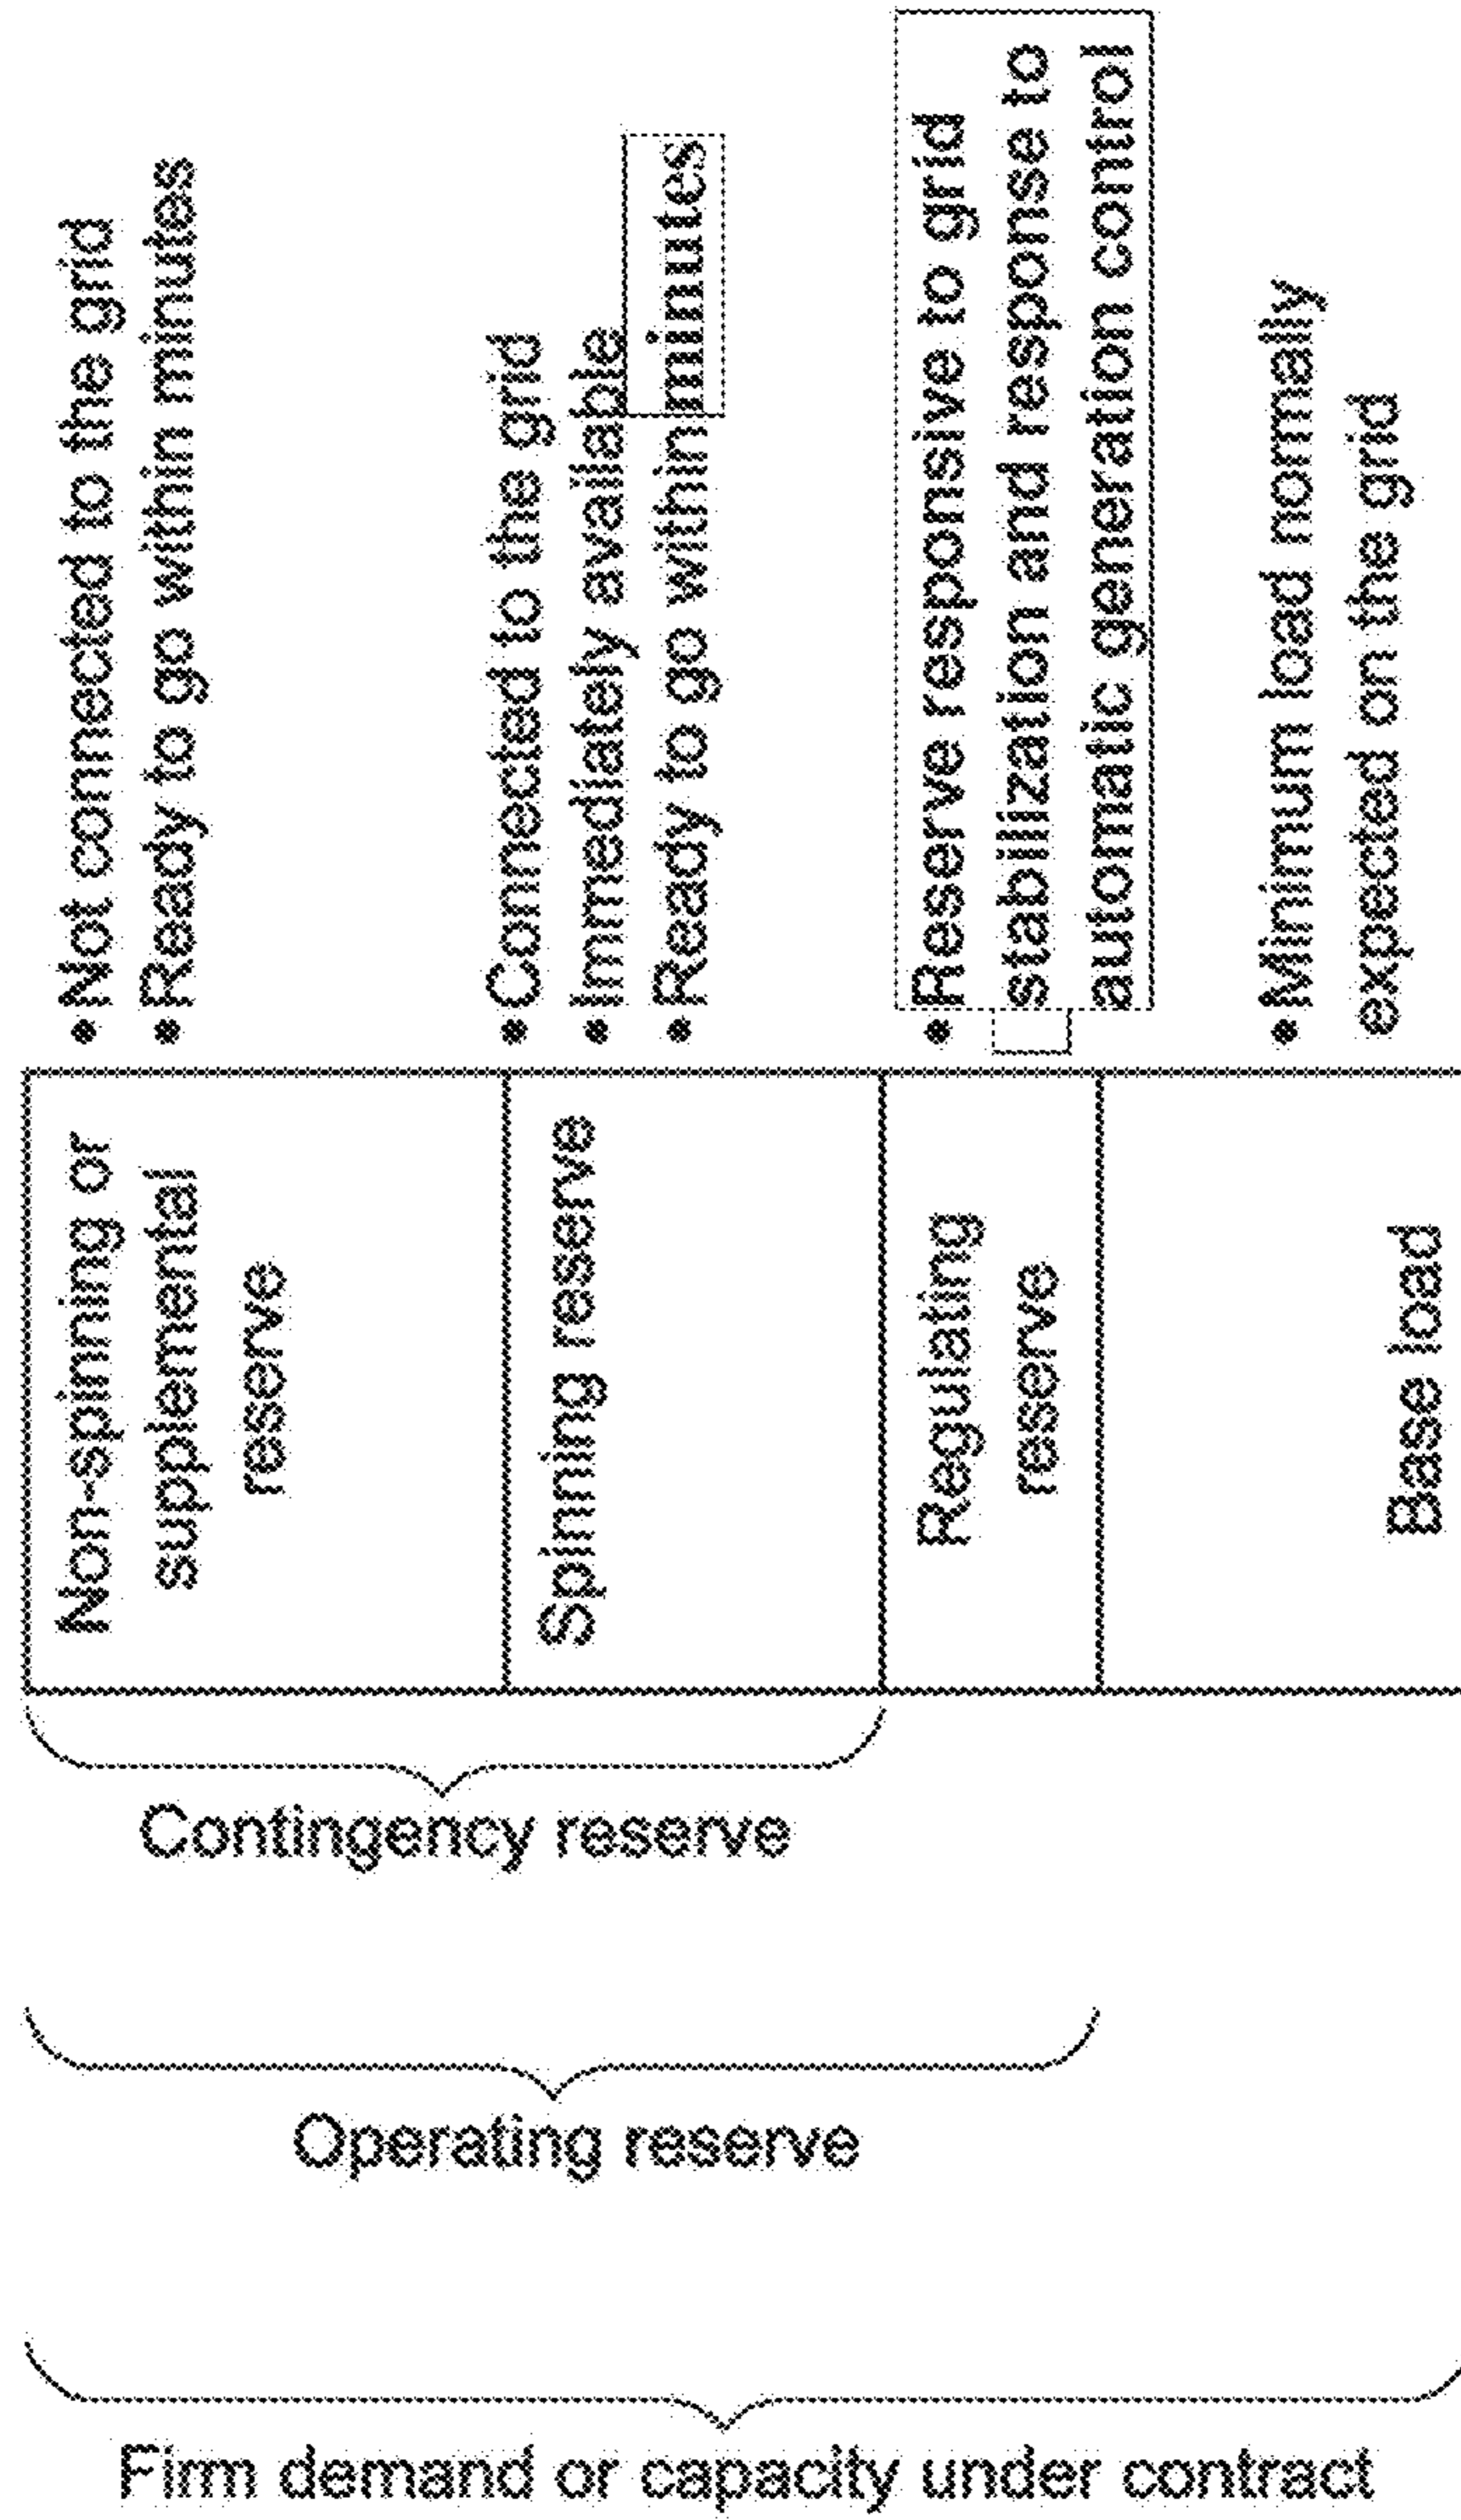 Non-spinning or
supplemental
reserve
• Not connected to the grid
• Ready to go within minutes
Spinning reserve
• Connected to the grid
• Immediately available
• Ready to go within minutes
Regulating
reserve
• Reserve responsive to grid
stabilization and response to
automatic generation control
Base load
• Minimum load normally
expected on the grid
Contingency reserve
Operating reserve
Firm demand or capacity under contract